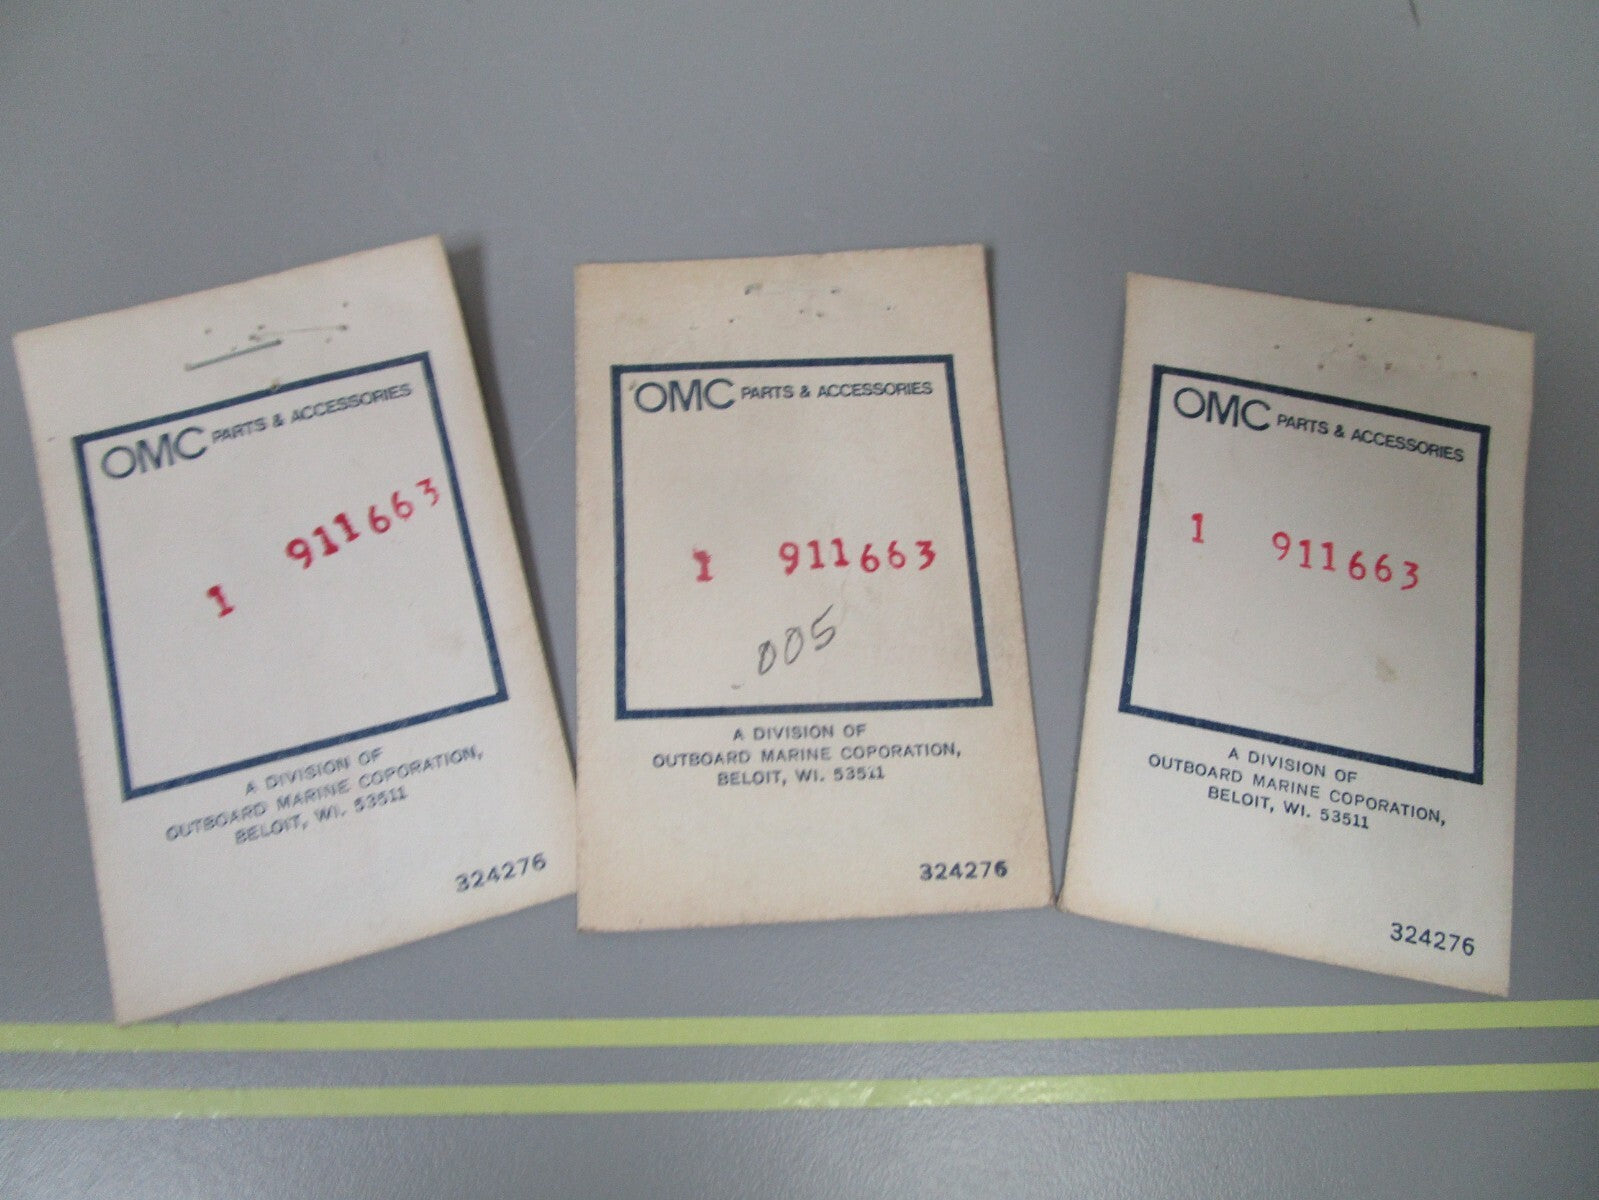 OMC PARTS & ACCESSORIES
1 911663
A DIVISION OF
OUTBOARD MARINE COPORATION,
BELOIT, WI. 53511
324276
OMC PARTS & ACCESSORIES
1 911663
.005
A DIVISION OF
OUTBOARD MARINE COPORATION,
BELOIT, WI. 53511
324276
OMC PARTS & ACCESSORIES
1 911663
A DIVISION OF
OUTBOARD MARINE COPORATION,
BELOIT, WI. 53511
324276